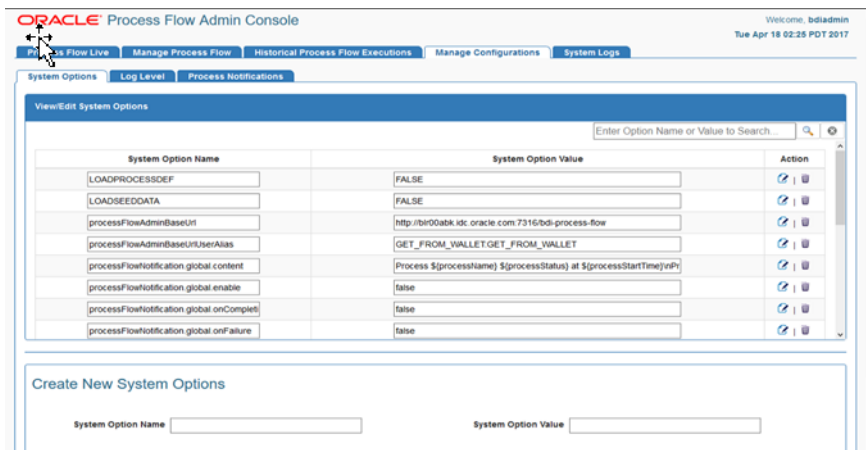 ORACLE Process Flow Admin Console
Welcome, bdiadmin
Tue Apr 18 02:25 PDT 2017
Process Flow Live Manage Process Flow Historical Process Flow Executions Manage Configurations System Logs
System Options Log Level Process Notifications
View/Edit System Options
Enter Option Name or Value to Search...
System Option Name System Option Value Action
LOADPROCESSDEF FALSE
LOADSEEDDATA FALSE
processFlowAdminBaseUrl http://blr00abk.idc.oracle.com:7316/bdi-process-flow
processFlowAdminBaseUrlUserAlias GET_FROM_WALLET:GET_FROM_WALLET
processFlowNotification.global.content Process ${processName} ${processStatus} at ${processStartTime}\nPr
processFlowNotification.global.enable false
processFlowNotification.global.onCompleti false
processFlowNotification.global.onFailure false
Create New System Options
System Option Name System Option Value